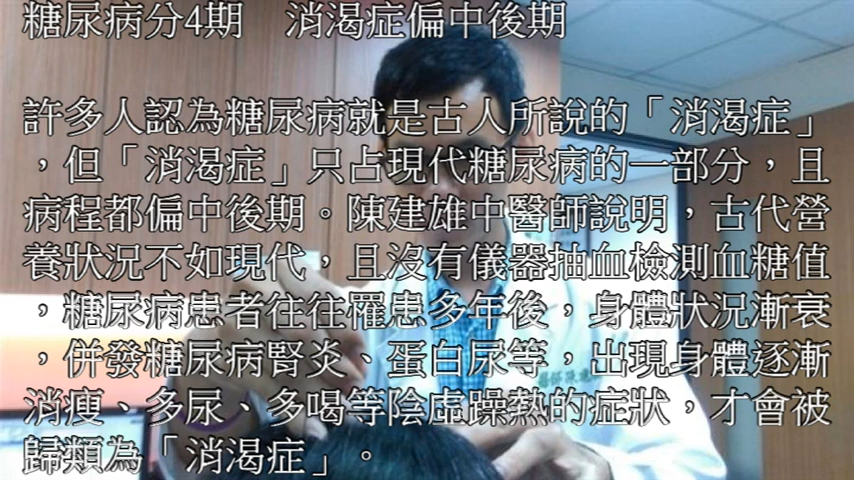 糖尿病分4期　消渴症偏中後期
許多人認為糖尿病就是古人所說的「消渴症」
，但「消渴症」只占現代糖尿病的一部分，且
病程都偏中後期。陳建雄中醫師說明，古代營
養狀況不如現代，且沒有儀器抽血檢測血糖值
，糖尿病患者往往罹患多年後，身體狀況漸衰
，併發糖尿病腎炎、蛋白尿等，出現身體逐漸
消瘦、多尿、多喝等陰虛躁熱的症狀，才會被
歸類為「消渴症」。